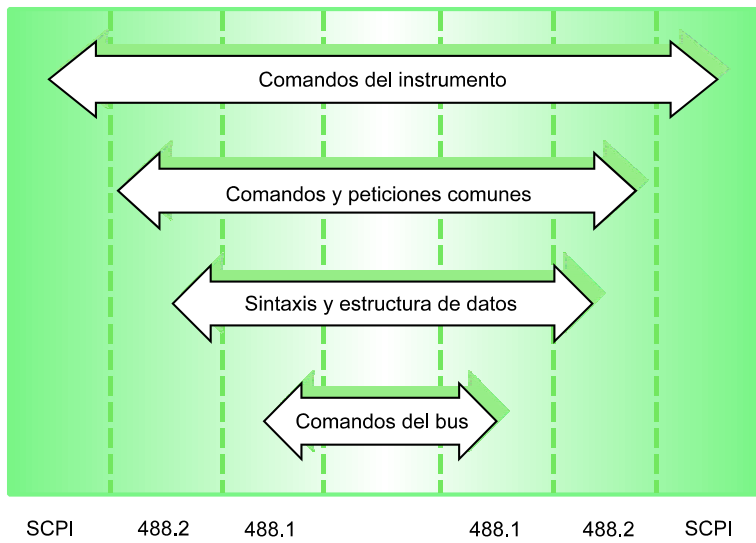 Comandos del instrumento
Comandos y peticiones comunes
Sintaxis y estructura de datos
Comandos del bus
SCPI 488.2 488.1 488.1 488.2 SCPI